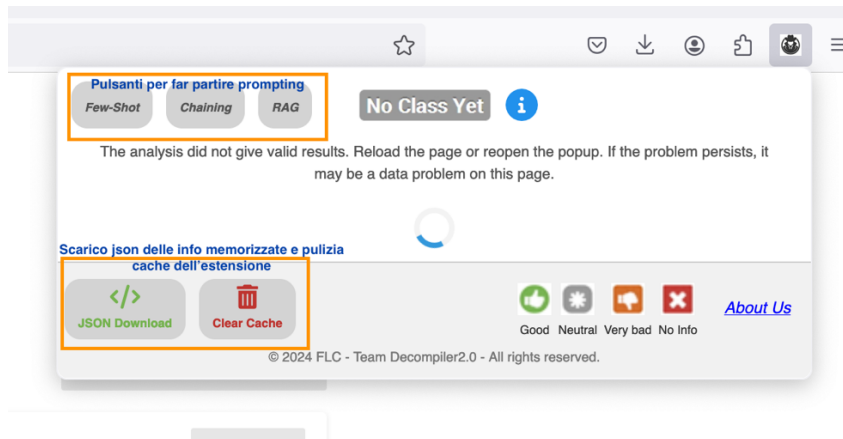 Pulsanti per far partire prompting
Few-Shot Chaining RAG
No Class Yet
i
The analysis did not give valid results. Reload the page or reopen the popup. If the problem persists, it
may be a data problem on this page.
Scarico json delle info memorizzate e pulizia
cache dell'estensione
</>
JSON Download Clear Cache
Good Neutral Very bad No Info
About Us
© 2024 FLC - Team Decompiler2.0 - All rights reserved.